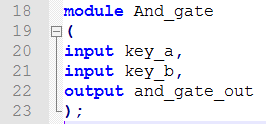 18 module And_gate
19 (
20 input key_a,
21 input key_b,
22 output and_gate_out
23 );